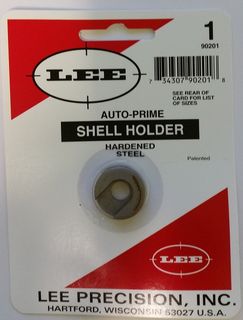 LEE
1
90201
7 34307 90201 8
SEE REAR OF
CARD FOR LIST
OF SIZES
AUTO-PRIME
SHELL HOLDER
HARDENED
STEEL
Patented
LEE
LEE PRECISION, INC.
HARTFORD, WISCONSIN 53027 U.S.A.